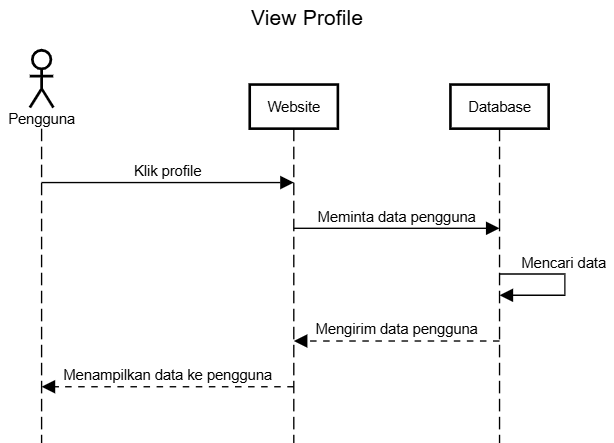 View Profile
Pengguna
Website
Database
Klik profile
Meminta data pengguna
Mencari data
Mengirim data pengguna
Menampilkan data ke pengguna